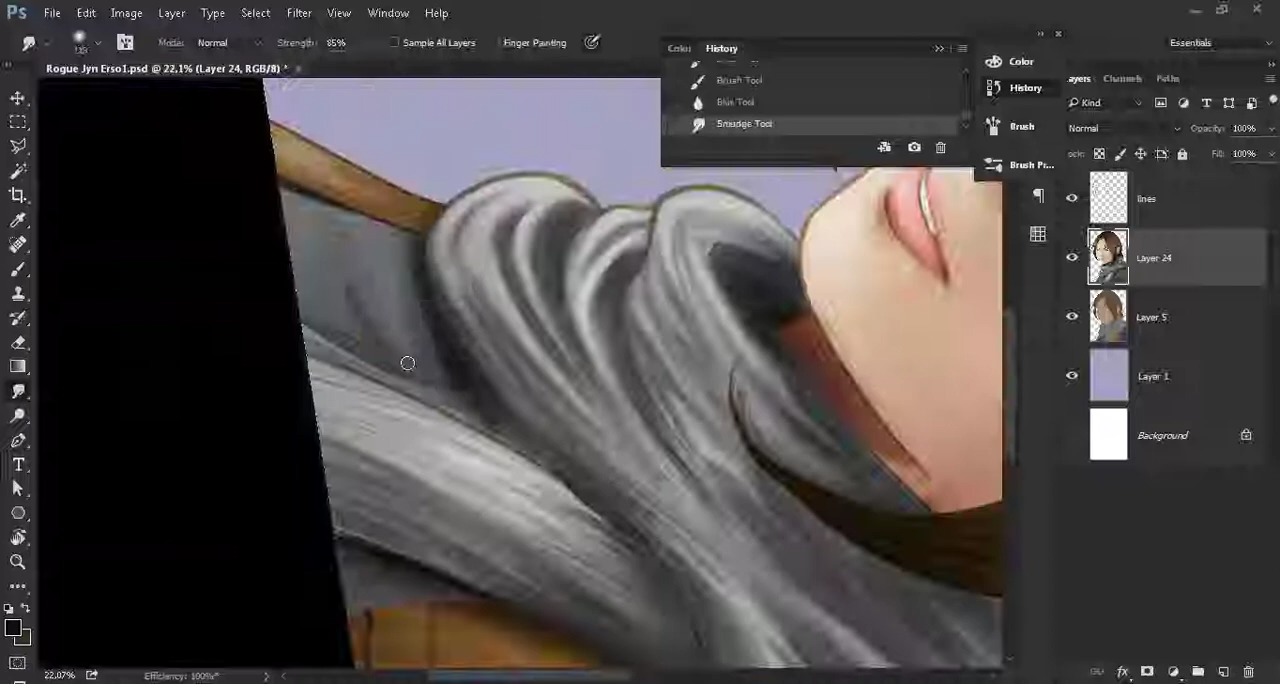 Ps File Edit Image Layer Type Select Filter View Window Help
Mode: Normal Strength: 85% Sample All Layers Finger Painting Essentials
Rogue Jyn Erso1.psd @ 22,1% (Layer 24, RGB/8) *
Color History
Brush Tool
Blur Tool
Smudge Tool
Color
History
Brush
Brush Pr...
ayers Channels Paths
Kind
Normal Opacity: 100%
Fill: 100%
lines
Layer 24
Layer 5
Layer 1
Background
22,07% Efficiency: 100%*